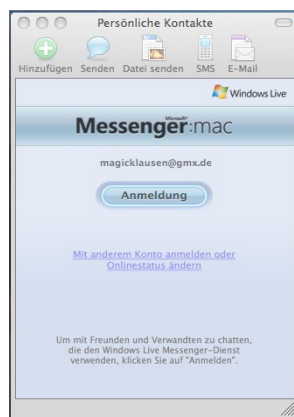 Persönliche Kontakte
Hinzufügen Senden Datei senden SMS E-Mail
Windows Live
Microsoft
Messenger:mac
magicklausen@gmx.de
Anmeldung
Mit anderem Konto anmelden oder
Onlinestatus ändern
Um mit Freunden und Verwandten zu chatten,
die den Windows Live Messenger-Dienst
verwenden, klicken Sie auf "Anmelden".